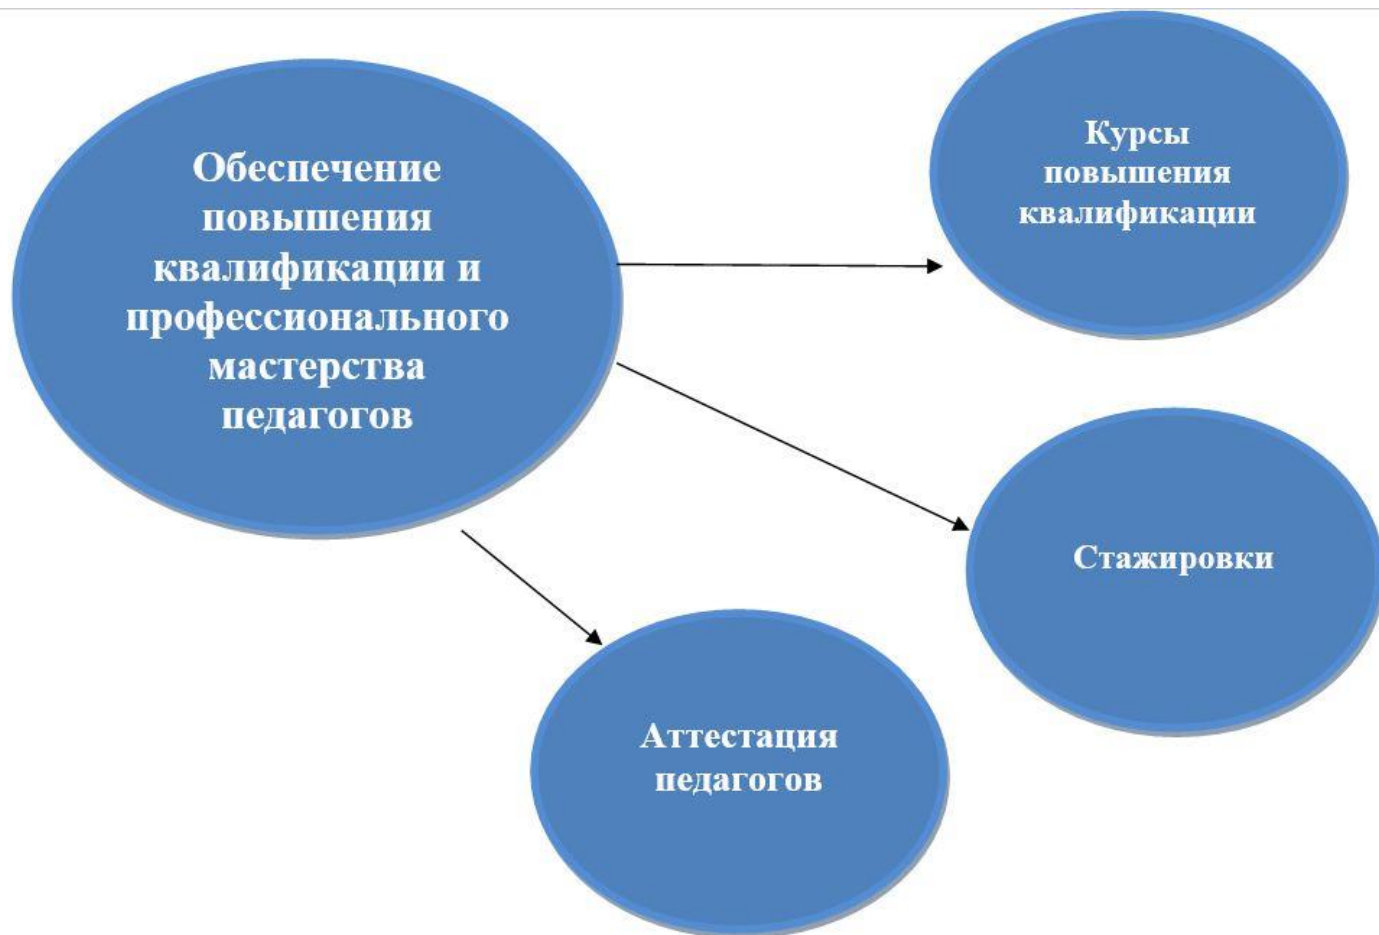 Обеспечение
повышения
квалификации и
профессионального
мастерства
педагогов
Курсы
повышения
квалификации
Стажировки
Аттестация
педагогов